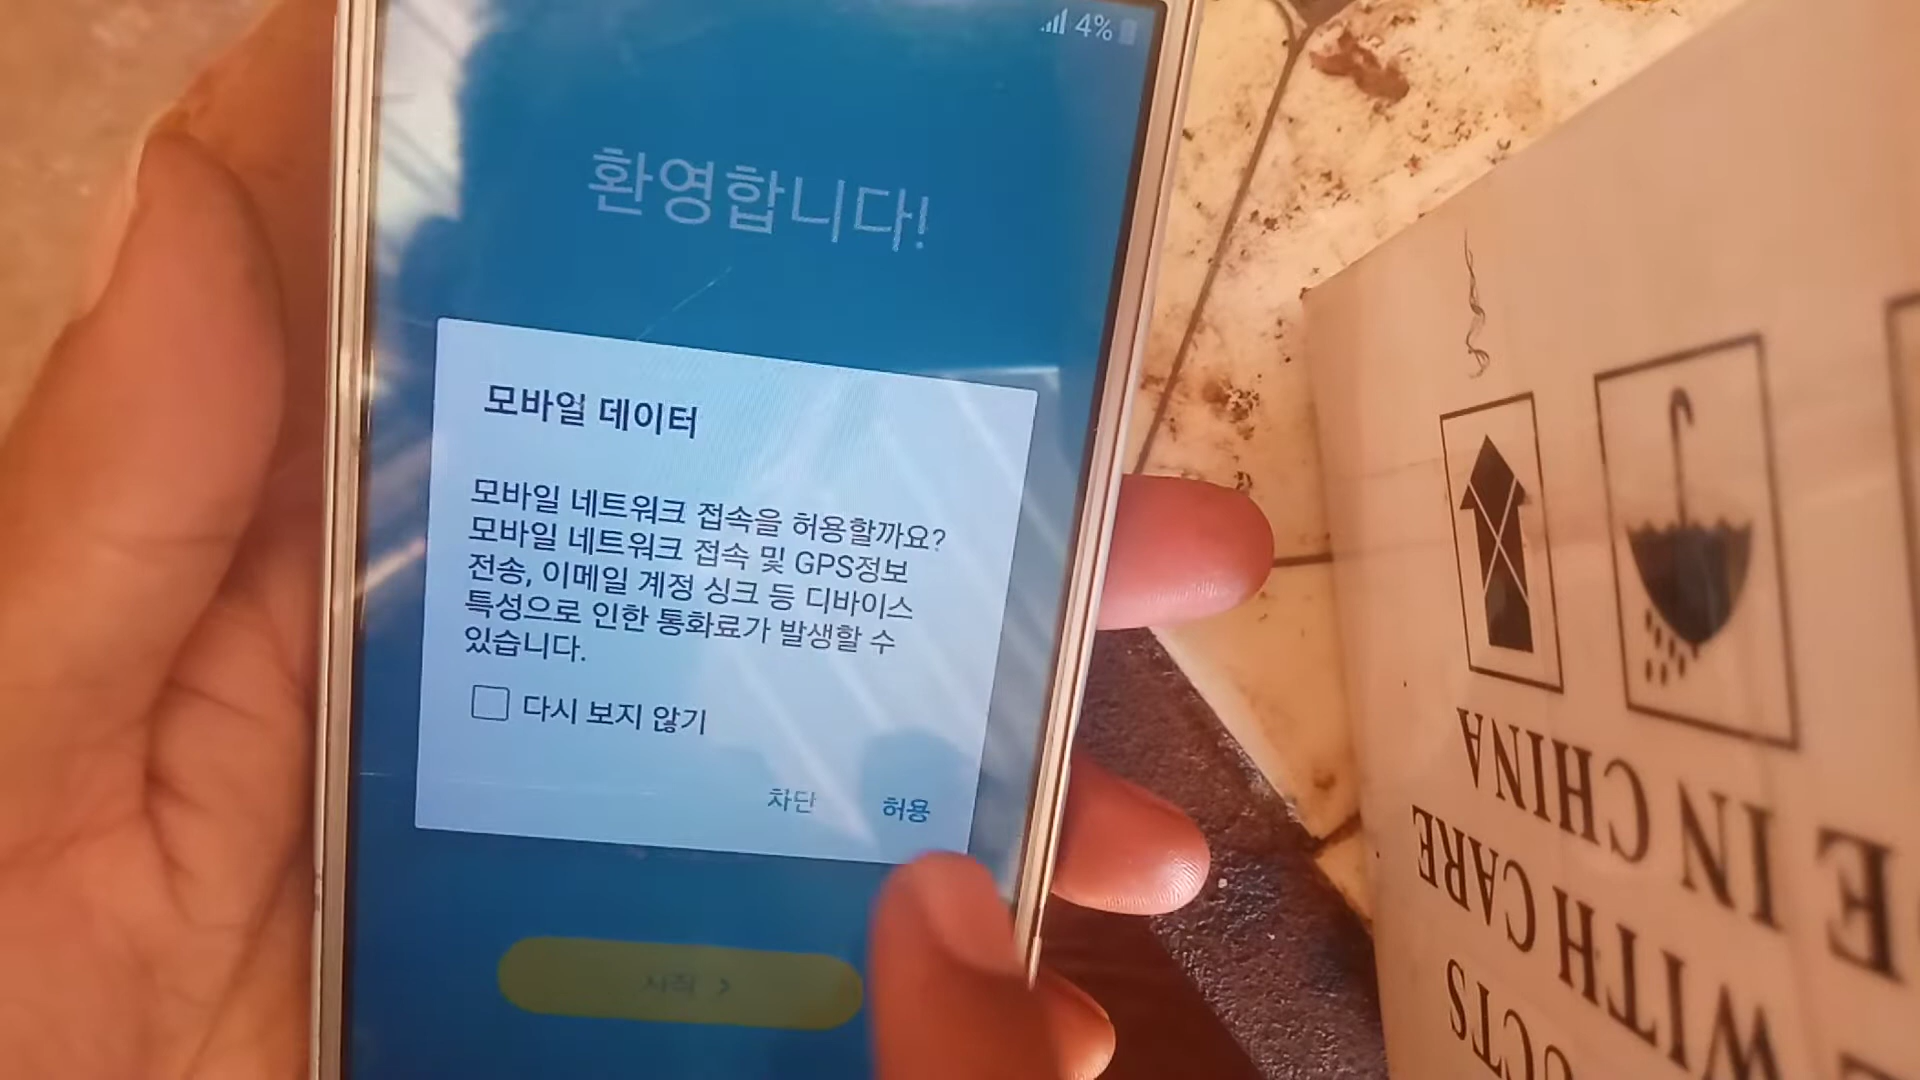 4%
환영합니다!
모바일 데이터
모바일 네트워크 접속을 허용할까요?
모바일 네트워크 접속 및 GPS정보
전송, 이메일 계정 싱크 등 디바이스
특성으로 인한 통화료가 발생할 수
있습니다.
다시 보지 않기
차단 허용
시작 >
E IN CHINA
WITH CARE
UCTS